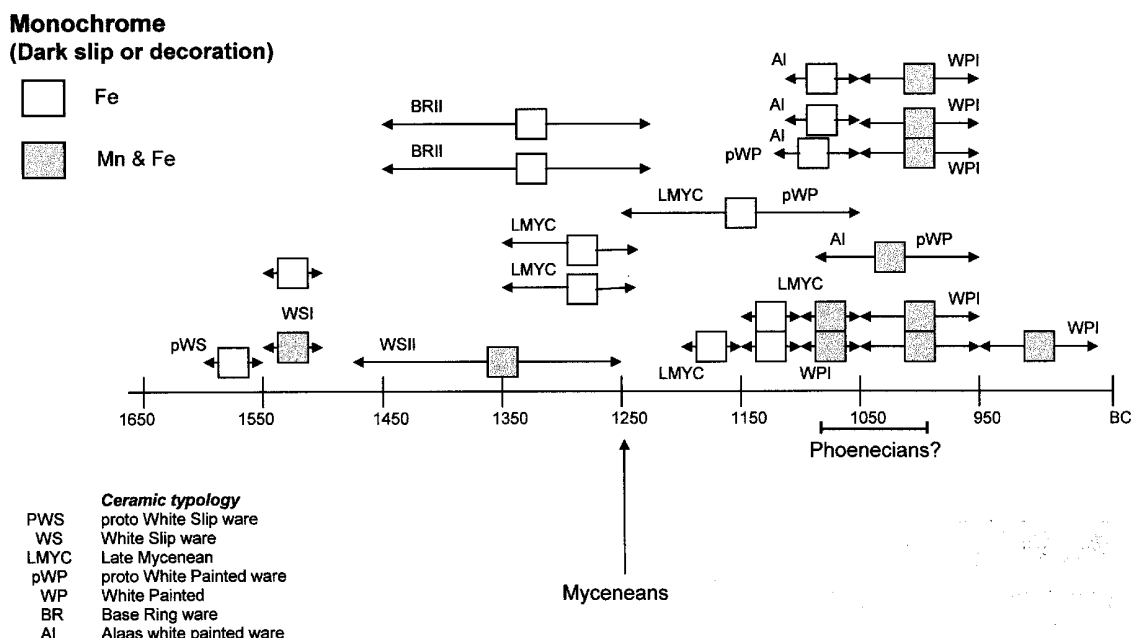 Monochrome
(Dark slip or decoration)
Fe
Mn & Fe
AI WPI
BRII
AI WPI
BRII
AI
pWP WPI
LMYC pWP
LMYC
AI pWP
LMYC
LMYC
WSI
WPI
pWS WSII
WPI
LMYC WPI
1650 1550 1450 1350 1250 1150 1050 950 BC
Phoenecians?
Myceneans
Ceramic typology
PWS proto White Slip ware
WS White Slip ware
LMYC Late Mycenean
pWP proto White Painted ware
WP White Painted
BR Base Ring ware
AI Alaas white painted ware